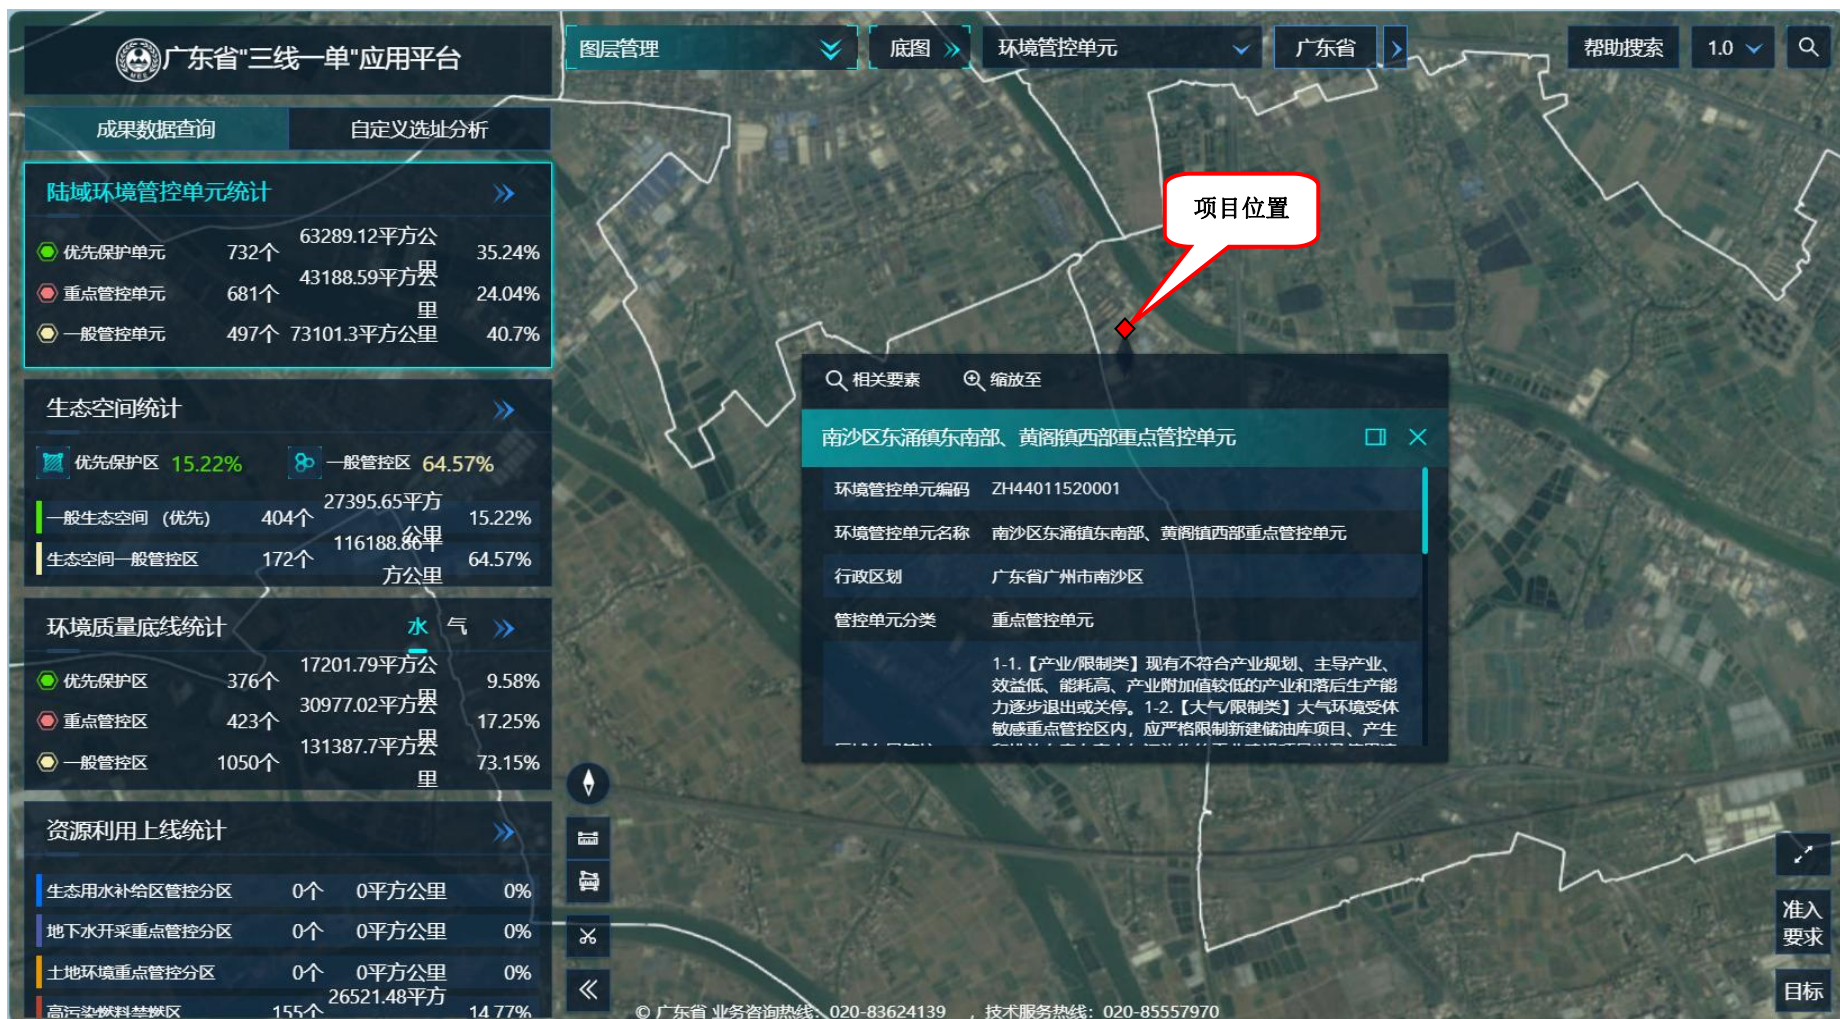 广东省"三线一单"应用平台
图层管理
底图
环境管控单元
广东省
帮助搜索
1.0
成果数据查询
自定义选址分析
陆域环境管控单元统计
优先保护单元 732个 63289.12平方公里 35.24%
重点管控单元 681个 43188.59平方公里 24.04%
一般管控单元 497个 73101.3平方公里 40.7%
生态空间统计
优先保护区 15.22% 一般管控区 64.57%
一般生态空间（优先） 404个 27395.65平方公里 15.22%
生态空间一般管控区 172个 116188.86平方公里 64.57%
环境质量底线统计 水 气
优先保护区 376个 17201.79平方公里 9.58%
重点管控区 423个 30977.02平方公里 17.25%
一般管控区 1050个 131387.7平方公里 73.15%
资源利用上线统计
生态用水补给区管控分区 0个 0平方公里 0%
地下水开采重点管控分区 0个 0平方公里 0%
土地环境重点管控分区 0个 0平方公里 0%
高污染燃料禁燃区 155个 26521.48平方 14.77%
项目位置
相关要素 缩放至
南沙区东涌镇东南部、黄阁镇西部重点管控单元
环境管控单元编码 ZH44011520001
环境管控单元名称 南沙区东涌镇东南部、黄阁镇西部重点管控单元
行政区划 广东省广州市南沙区
管控单元分类 重点管控单元
1-1.【产业/限制类】现有不符合产业规划、主导产业、
效益低、能耗高、产业附加值较低的产业和落后生产能
力逐步退出或关停。1-2.【大气/限制类】大气环境受体
敏感重点管控区内，应严格限制新建储油库项目、产生
准入
要求
目标
© 广东省 业务咨询热线：020-83624139 ，技术服务热线：020-85557970